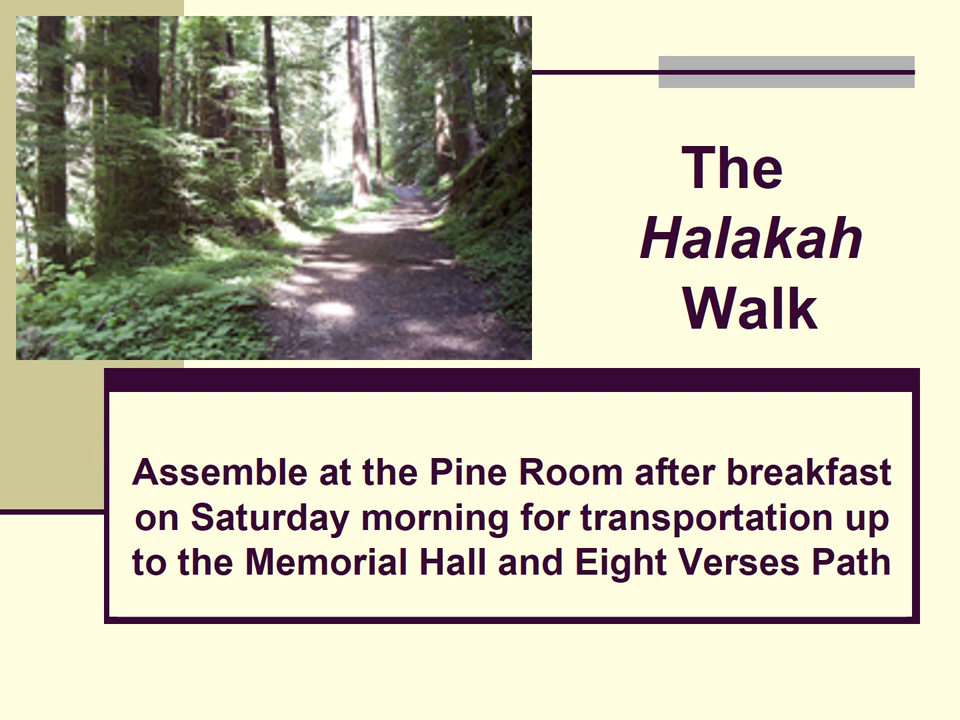 The
Halakah
Walk
Assemble at the Pine Room after breakfast
on Saturday morning for transportation up
to the Memorial Hall and Eight Verses Path